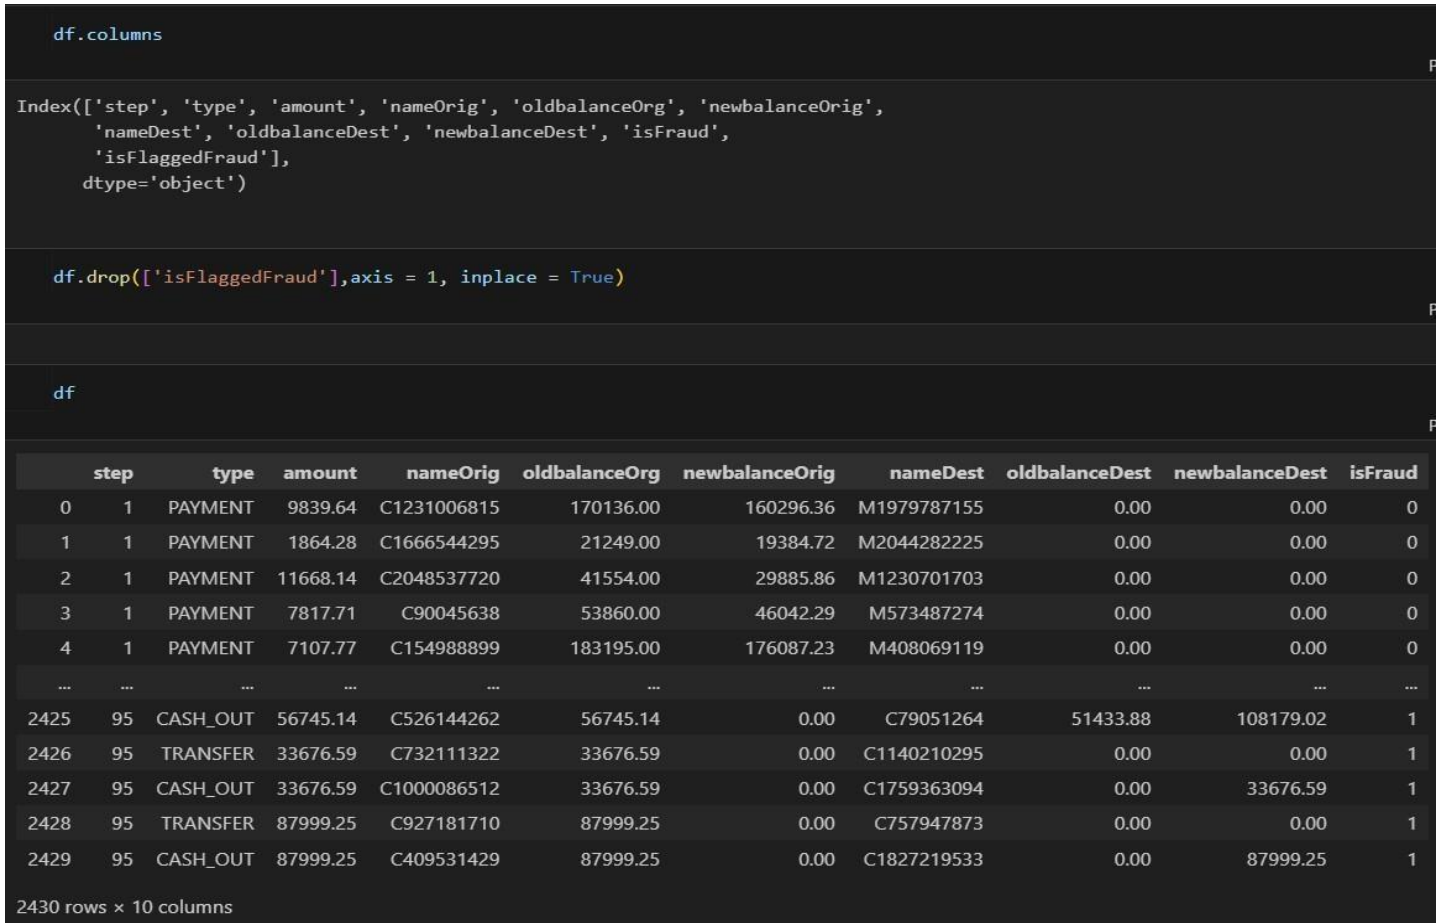 df.columns
P
Index(['step', 'type', 'amount', 'nameOrig', 'oldbalanceOrg', 'newbalanceOrig',
'nameDest', 'oldbalanceDest', 'newbalanceDest', 'isFraud',
'isFlaggedFraud'],
dtype='object')
df.drop(['isFlaggedFraud'],axis = 1, inplace = True)
P
df
P
step type amount nameOrig oldbalanceOrg newbalanceOrig nameDest oldbalanceDest newbalanceDest isFraud
0 1 PAYMENT 9839.64 C1231006815 170136.00 160296.36 M1979787155 0.00 0.00 0
1 1 PAYMENT 1864.28 C1666544295 21249.00 19384.72 M2044282225 0.00 0.00 0
2 1 PAYMENT 11668.14 C2048537720 41554.00 29885.86 M1230701703 0.00 0.00 0
3 1 PAYMENT 7817.71 C90045638 53860.00 46042.29 M573487274 0.00 0.00 0
4 1 PAYMENT 7107.77 C154988899 183195.00 176087.23 M408069119 0.00 0.00 0
... ... ... ... ... ... ... ... ... ... ...
2425 95 CASH_OUT 56745.14 C526144262 56745.14 0.00 C79051264 51433.88 108179.02 1
2426 95 TRANSFER 33676.59 C732111322 33676.59 0.00 C1140210295 0.00 0.00 1
2427 95 CASH_OUT 33676.59 C1000086512 33676.59 0.00 C1759363094 0.00 33676.59 1
2428 95 TRANSFER 87999.25 C927181710 87999.25 0.00 C757947873 0.00 0.00 1
2429 95 CASH_OUT 87999.25 C409531429 87999.25 0.00 C1827219533 0.00 87999.25 1
2430 rows × 10 columns